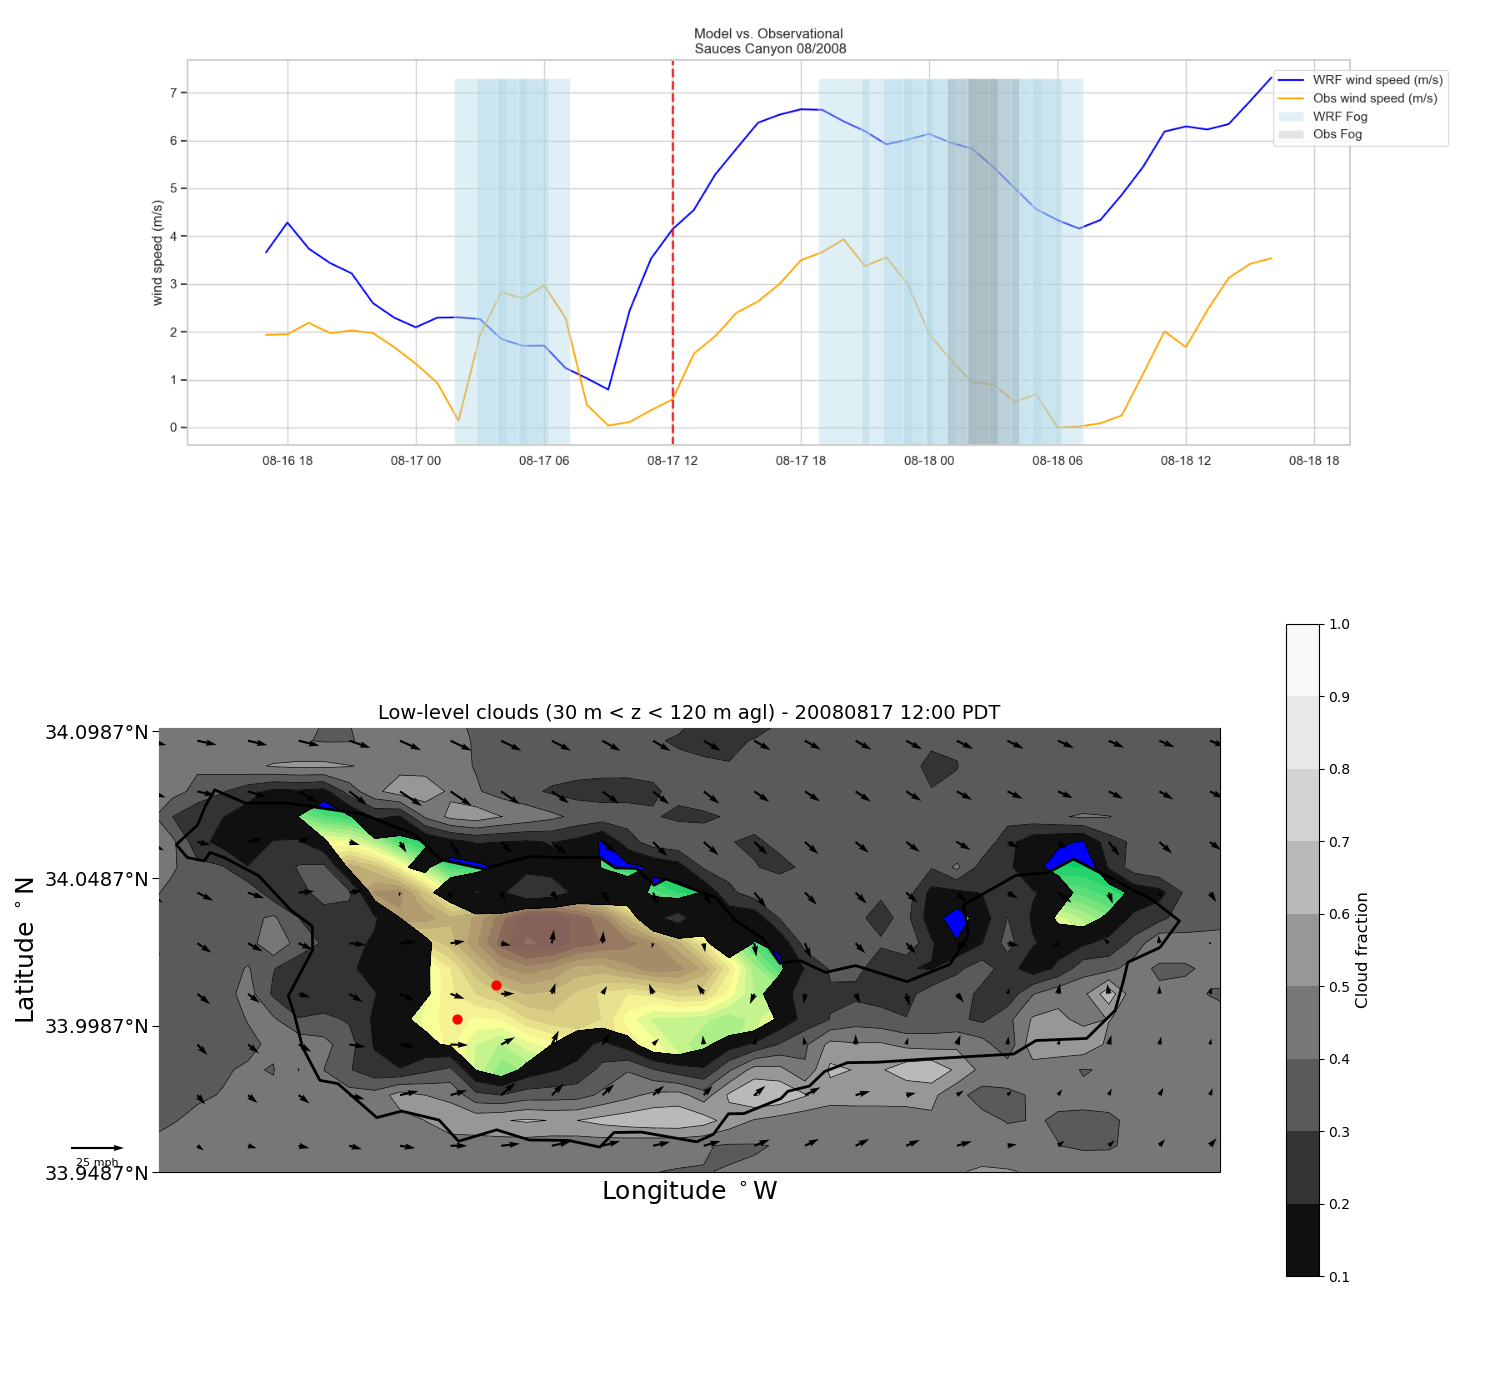 Model vs. Observational
Sauces Canyon 08/2008
WRF wind speed (m/s)
Obs wind speed (m/s)
WRF Fog
Obs Fog
wind speed (m/s)
7
6
5
4
3
2
1
0
08-16 18
08-17 00
08-17 06
08-17 12
08-17 18
08-18 00
08-18 06
08-18 12
08-18 18
Low-level clouds (30 m < z < 120 m agl) - 20080817 12:00 PDT
34.0987°N
34.0487°N
33.9987°N
33.9487°N
Latitude °N
25 mph
Longitude °W
1.0
0.9
0.8
0.7
0.6
0.5
0.4
0.3
0.2
0.1
Cloud fraction